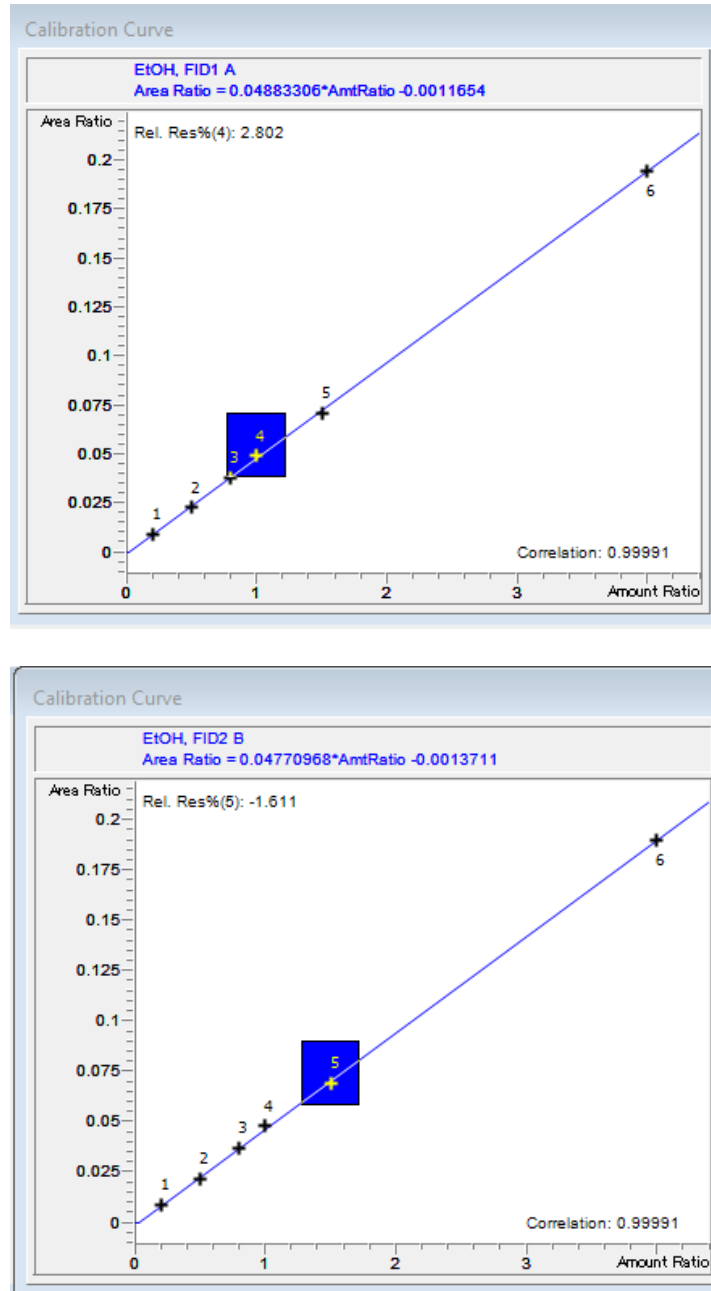 Calibration Curve
EtOH, FID1 A
Area Ratio = 0.04883306*AmtRatio -0.0011654
Area Ratio
Rel. Res%(4): 2.802
0.2
0.175
0.15
0.125
0.1
0.075
0.05
0.025
0
1
2
3
4
5
6
Correlation: 0.99991
0
1
2
3
Amount Ratio
Calibration Curve
EtOH, FID2 B
Area Ratio = 0.04770968*AmtRatio -0.0013711
Area Ratio
Rel. Res%(5): -1.611
0.2
0.175
0.15
0.125
0.1
0.075
0.05
0.025
0
1
2
3
4
5
6
Correlation: 0.99991
0
1
2
3
Amount Ratio